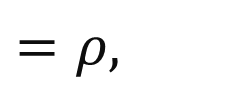 = ρ,